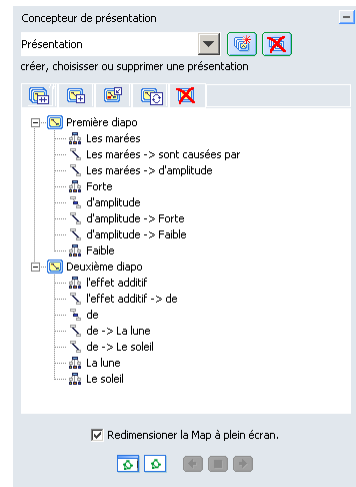 Concepteur de présentation
Présentation
créer, choisisser ou supprimer une présentation
Première diapo
Les marées
Les marées -> sont causées par
Les marées -> d'amplitude
Forte
d'amplitude
d'amplitude -> Forte
d'amplitude -> Faible
Faible
Deuxième diapo
l'effet additif
l'effet additif -> de
de
de -> La lune
de -> Le soleil
La lune
Le soleil
Redimensioner la Map à plein écran.